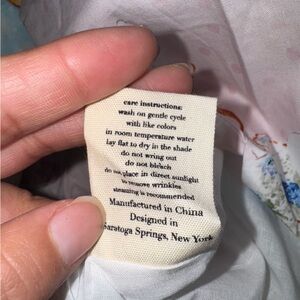 care instructions:
wash on gentle cycle
with like colors
in room temperature water
lay flat to dry in the shade
do not wring out
do not bleach
do not place in direct sunlight
to remove wrinkles
steaming is recommended
Manufactured in China
Designed in
Saratoga Springs, New York